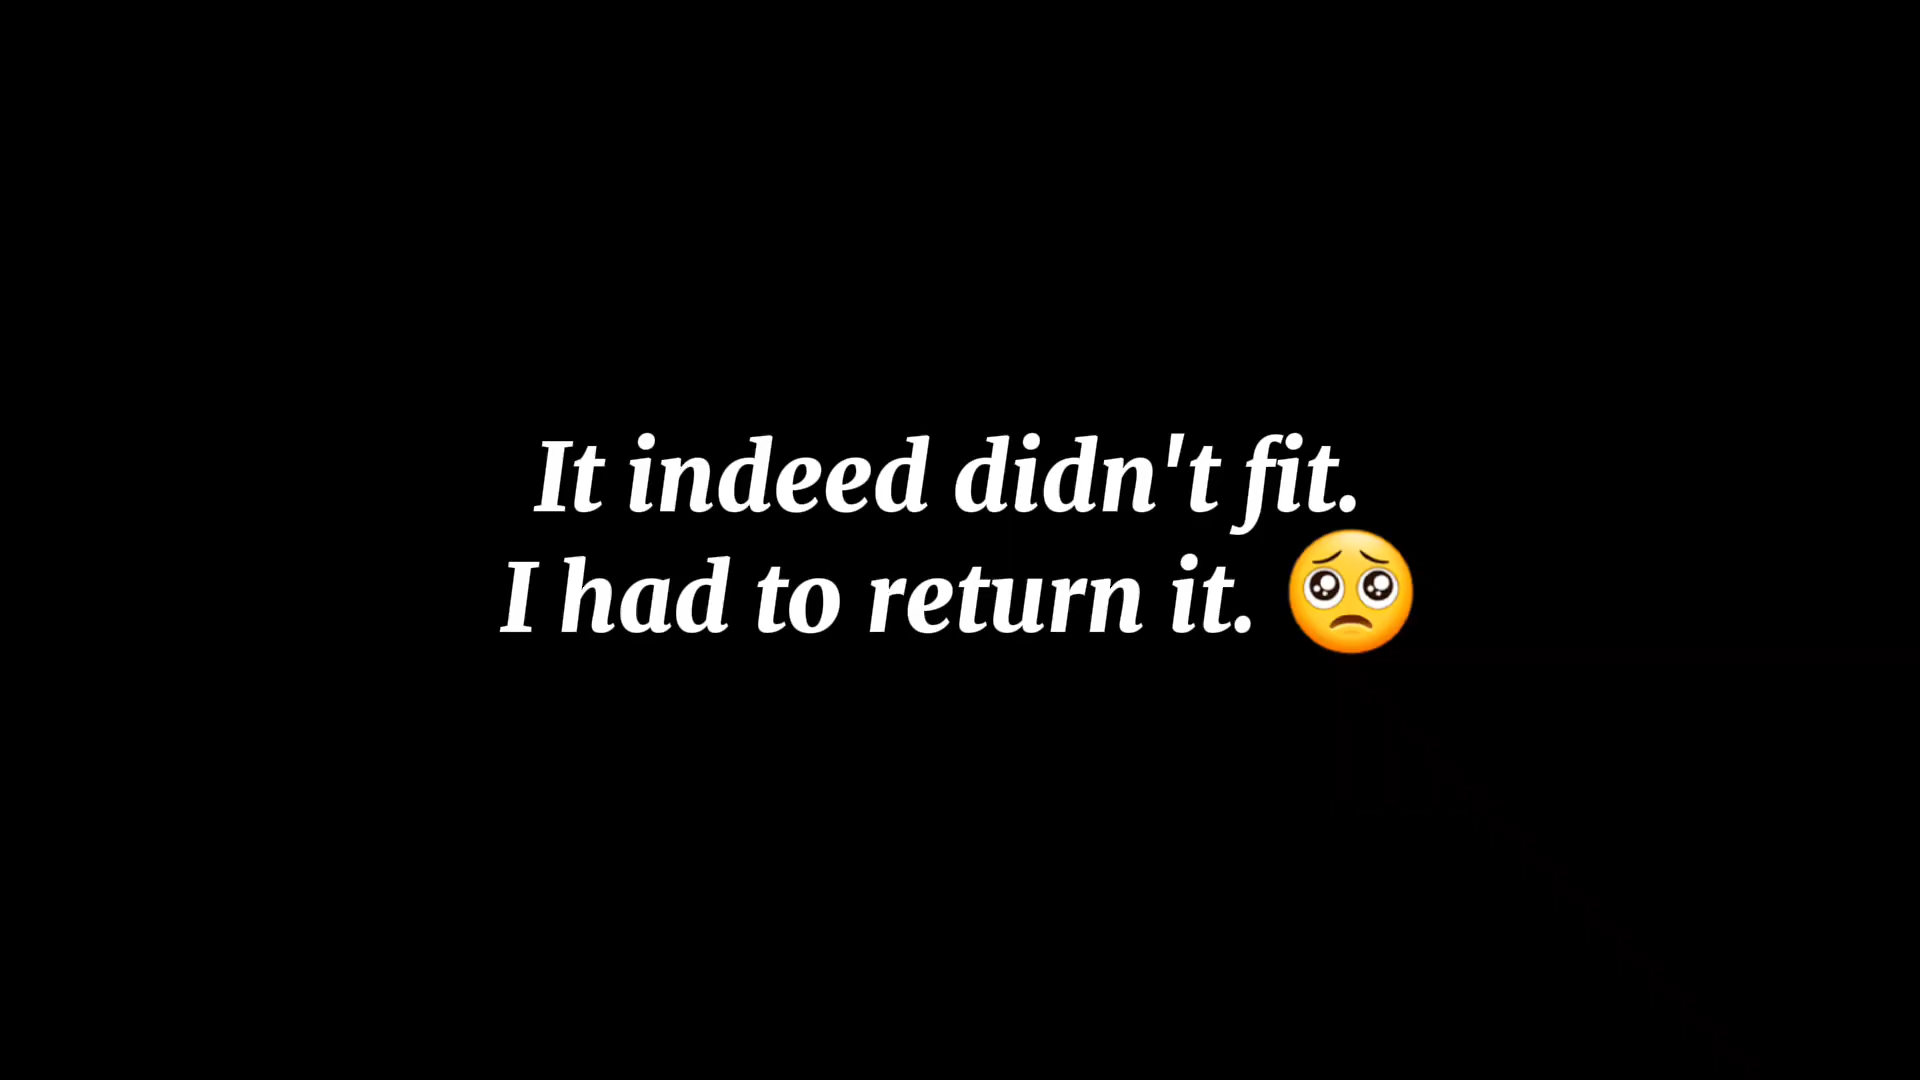 It indeed didn't fit.
I had to return it. 🥺